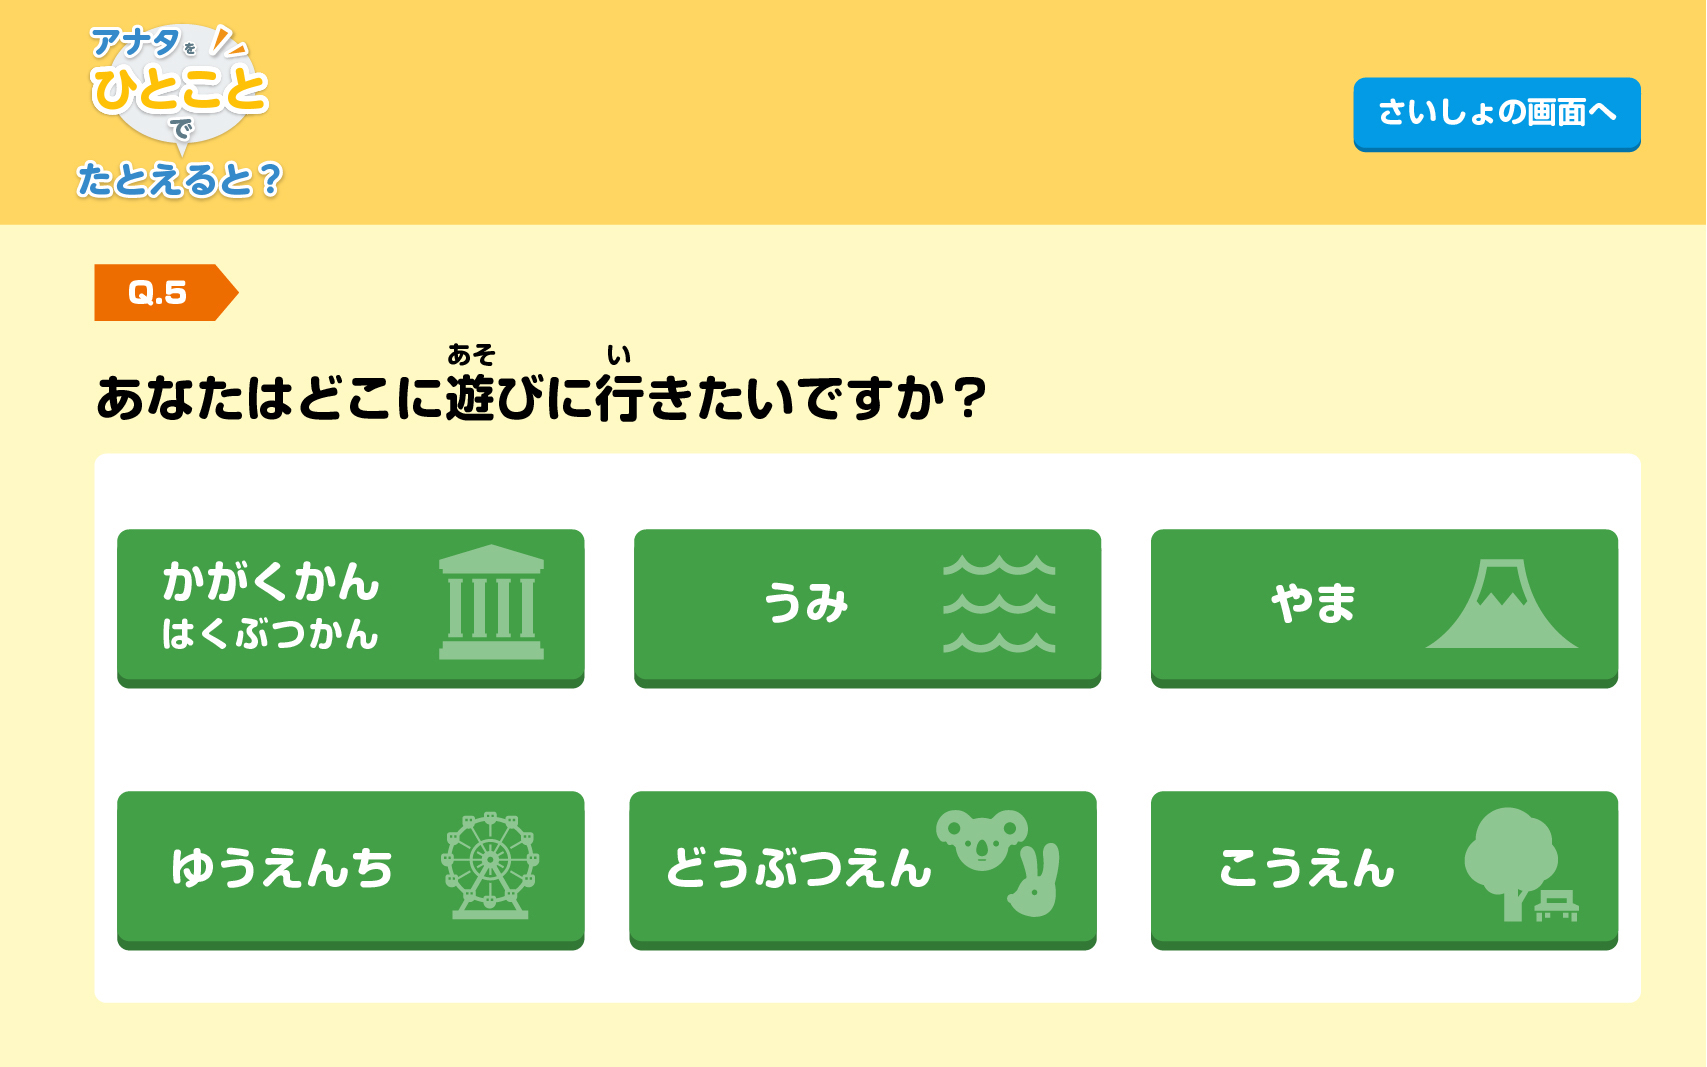 アナタを
ひとこと
で
たとえると？
さいしょの画面へ
Q.5
あそ い
あなたはどこに遊びに行きたいですか？
かがくかん
はくぶつかん
うみ
やま
ゆうえんち
どうぶつえん
こうえん